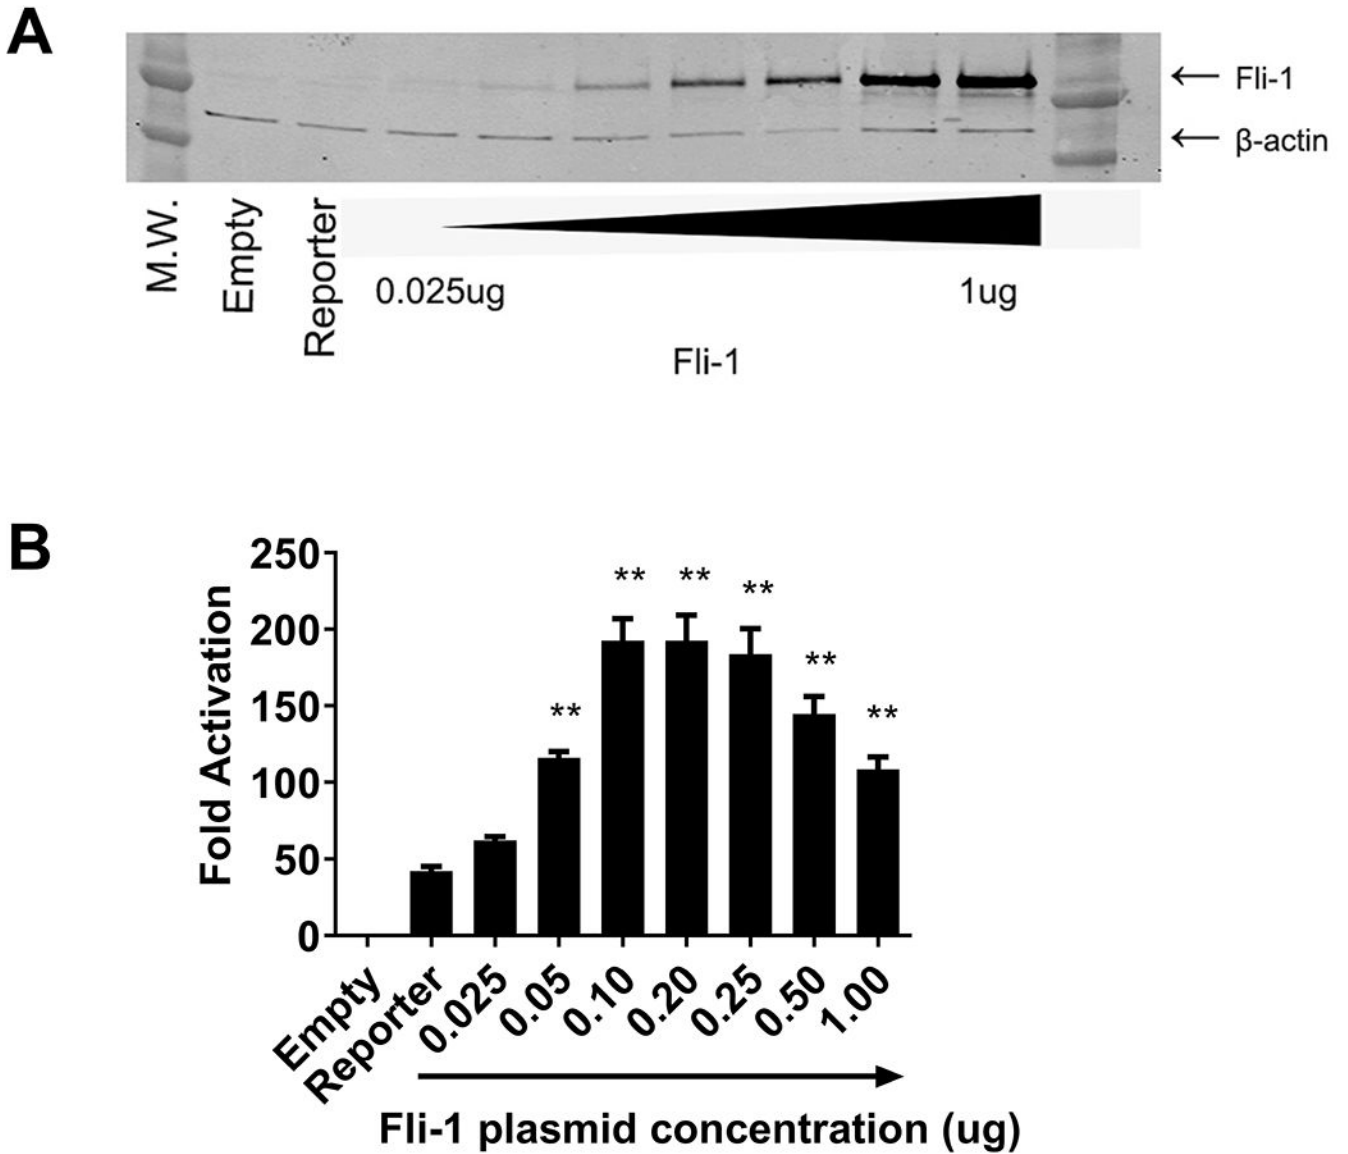 A
← Fli-1
← β-actin
M.W.
Empty
Reporter
0.025ug
1ug
Fli-1
B
Fold Activation
250
200
150
100
50
0
**
**
**
**
**
**
Empty
Reporter
0.025
0.05
0.10
0.20
0.25
0.50
1.00
Fli-1 plasmid concentration (ug)